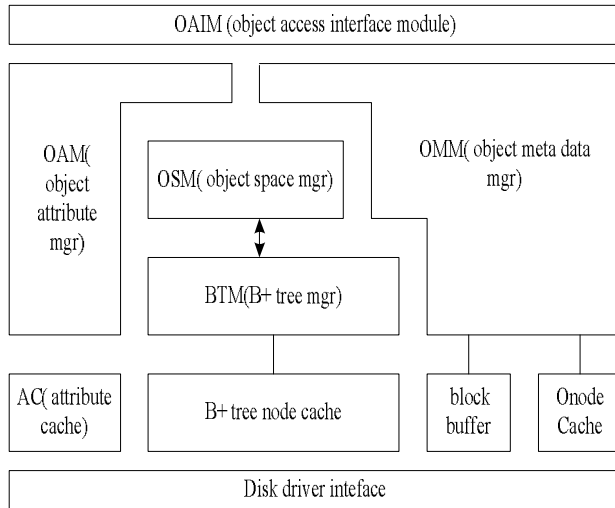 OAIM (object access interface module)
OAM(
object
attribute
mgr)
OSM( object space mgr)
OMM( object meta data
mgr)
BTM(B+ tree mgr)
AC( attribute
cache)
B+ tree node cache
block
buffer
Onode
Cache
Disk driver inteface